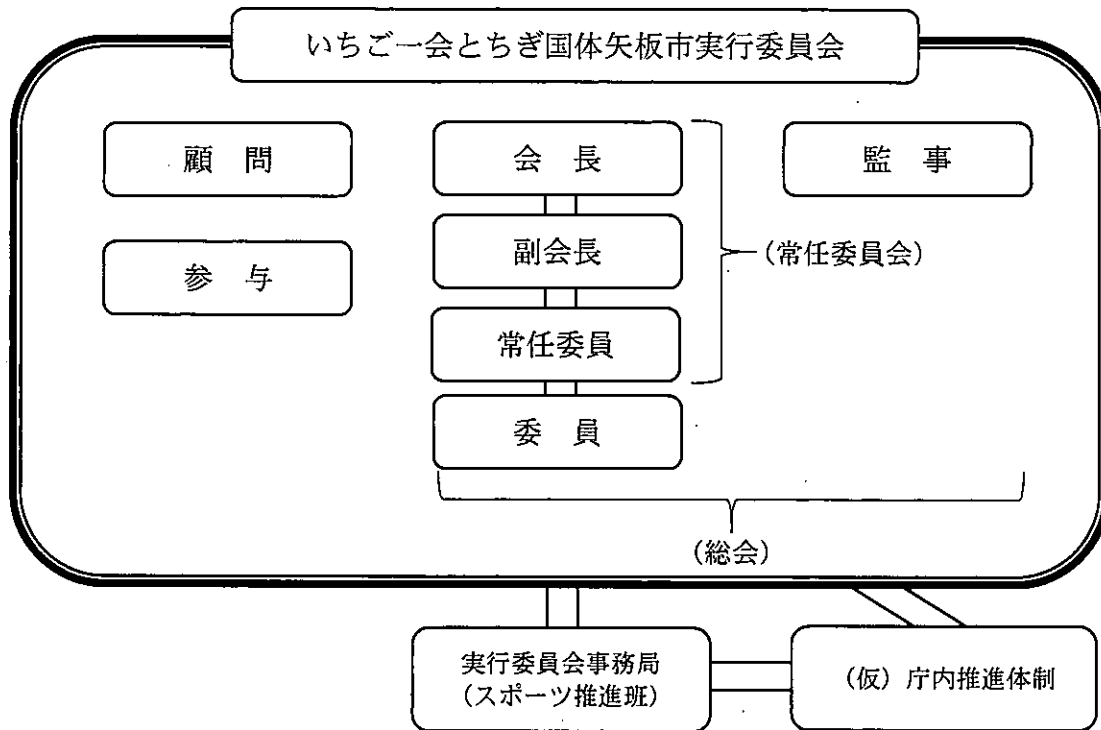 いちご一会とちぎ国体矢板市実行委員会
顧　問
会　長
監　事
参　与
副会長
（常任委員会）
常任委員
委　員
（総会）
実行委員会事務局
（スポーツ推進班）
（仮）庁内推進体制